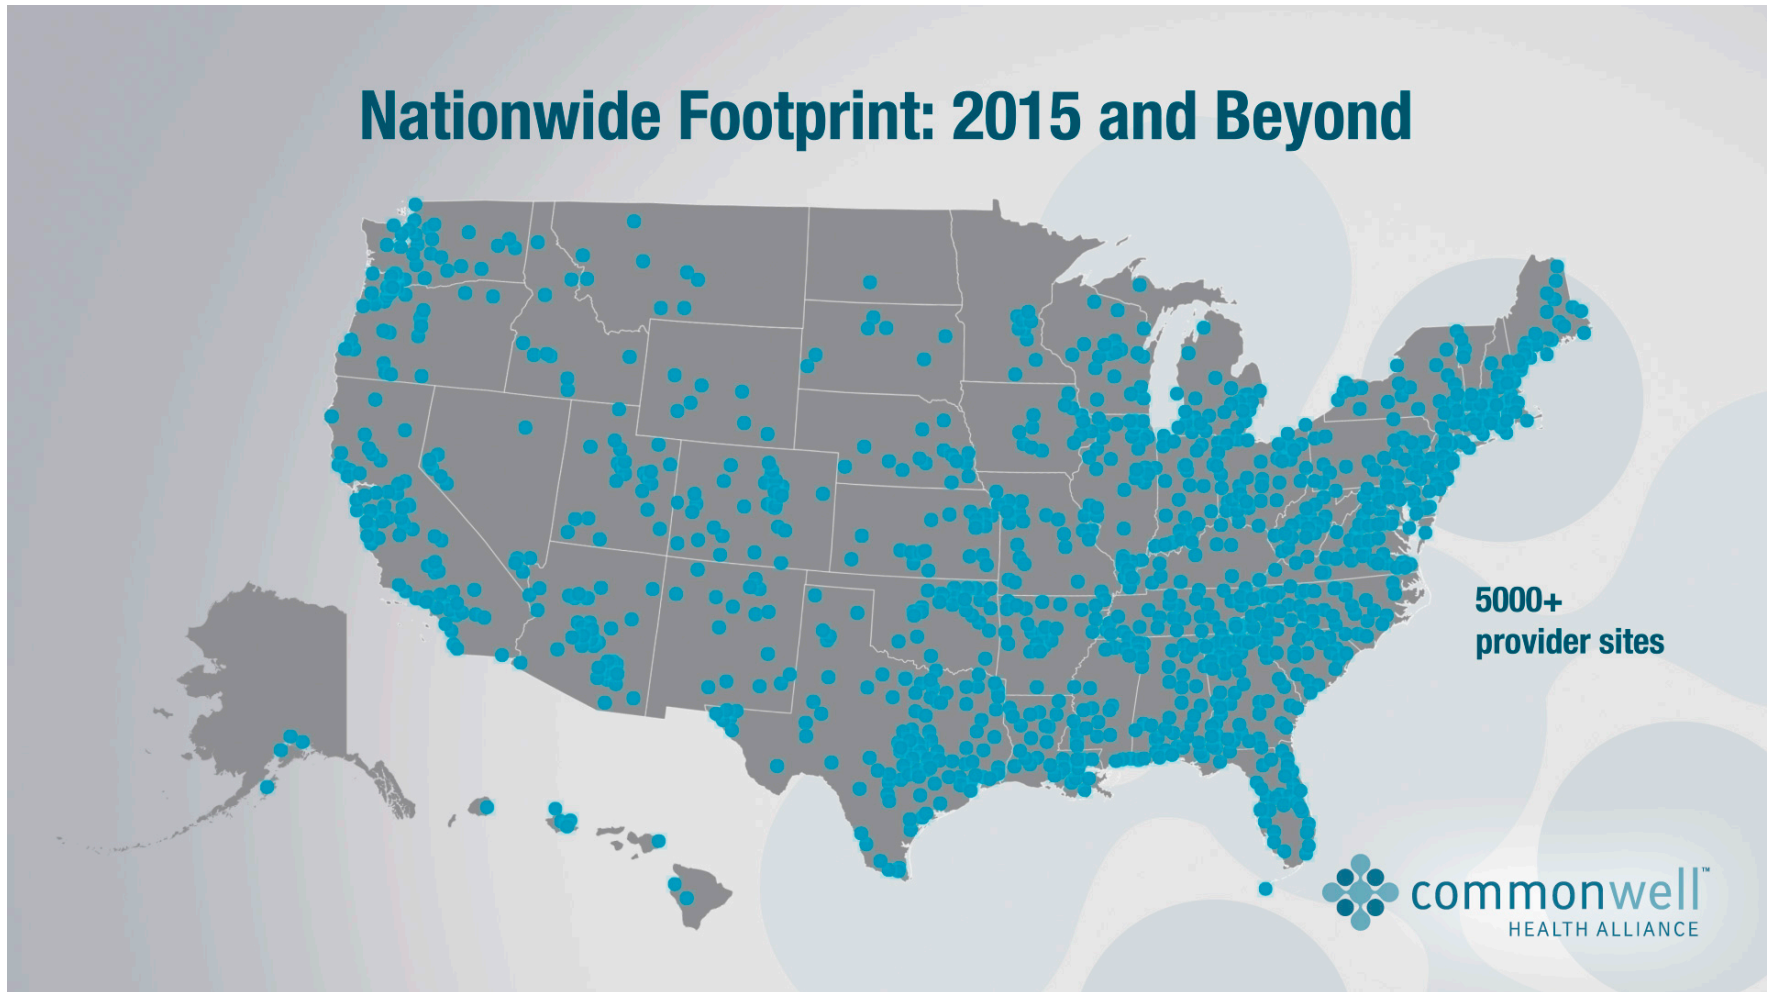 Nationwide Footprint: 2015 and Beyond
5000+
provider sites
commonwell™
HEALTH ALLIANCE